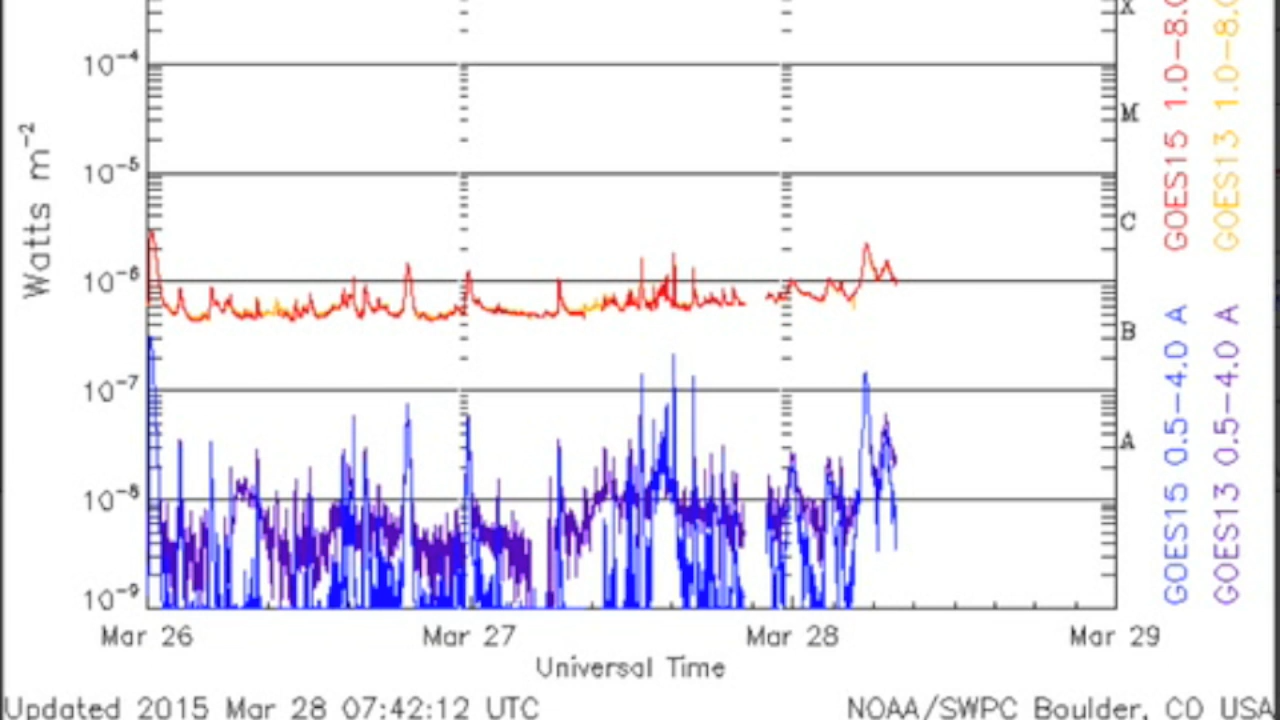 X
10-4
M
10-5
Watts m-2
C
10-6
B
10-7
A
10-8
10-9
Mar 26 Mar 27 Mar 28 Mar 29
Universal Time
Updated 2015 Mar 28 07:42:12 UTC
NOAA/SWPC Boulder, CO USA
GOES15 0.5-4.0 A GOES15 1.0-8.0
GOES13 0.5-4.0 A GOES13 1.0-8.0